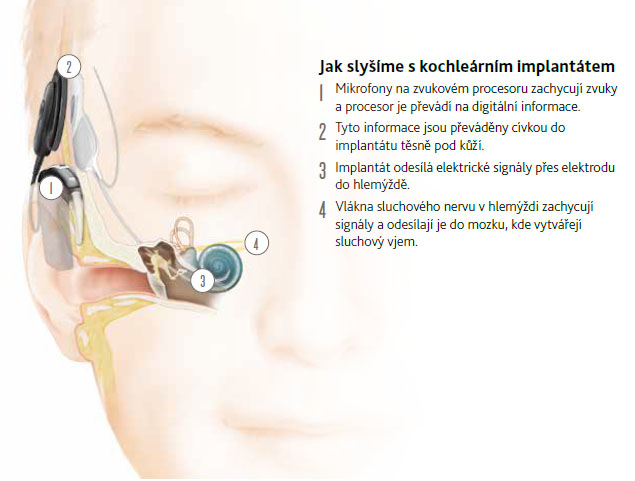 Jak slyšíme s kochleárním implantátem
1 Mikrofony na zvukovém procesoru zachycují zvuky
a procesor je převádí na digitální informace.
2 Tyto informace jsou převáděny cívkou do
implantátu těsně pod kůží.
3 Implantát odesílá elektrické signály přes elektrodu
do hlemýždě.
4 Vlákna sluchového nervu v hlemýždi zachycují
signály a odesílají je do mozku, kde vytvářejí
sluchový vjem.
2
1
4
3